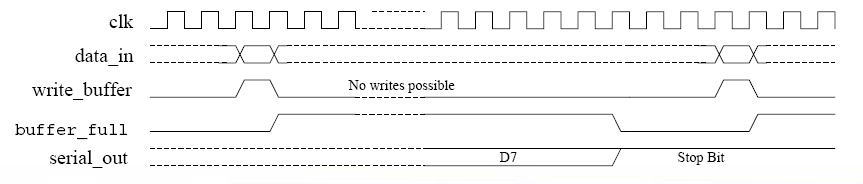 clk
data_in
write_buffer No writes possible
buffer_full
serial_out D7 Stop Bit